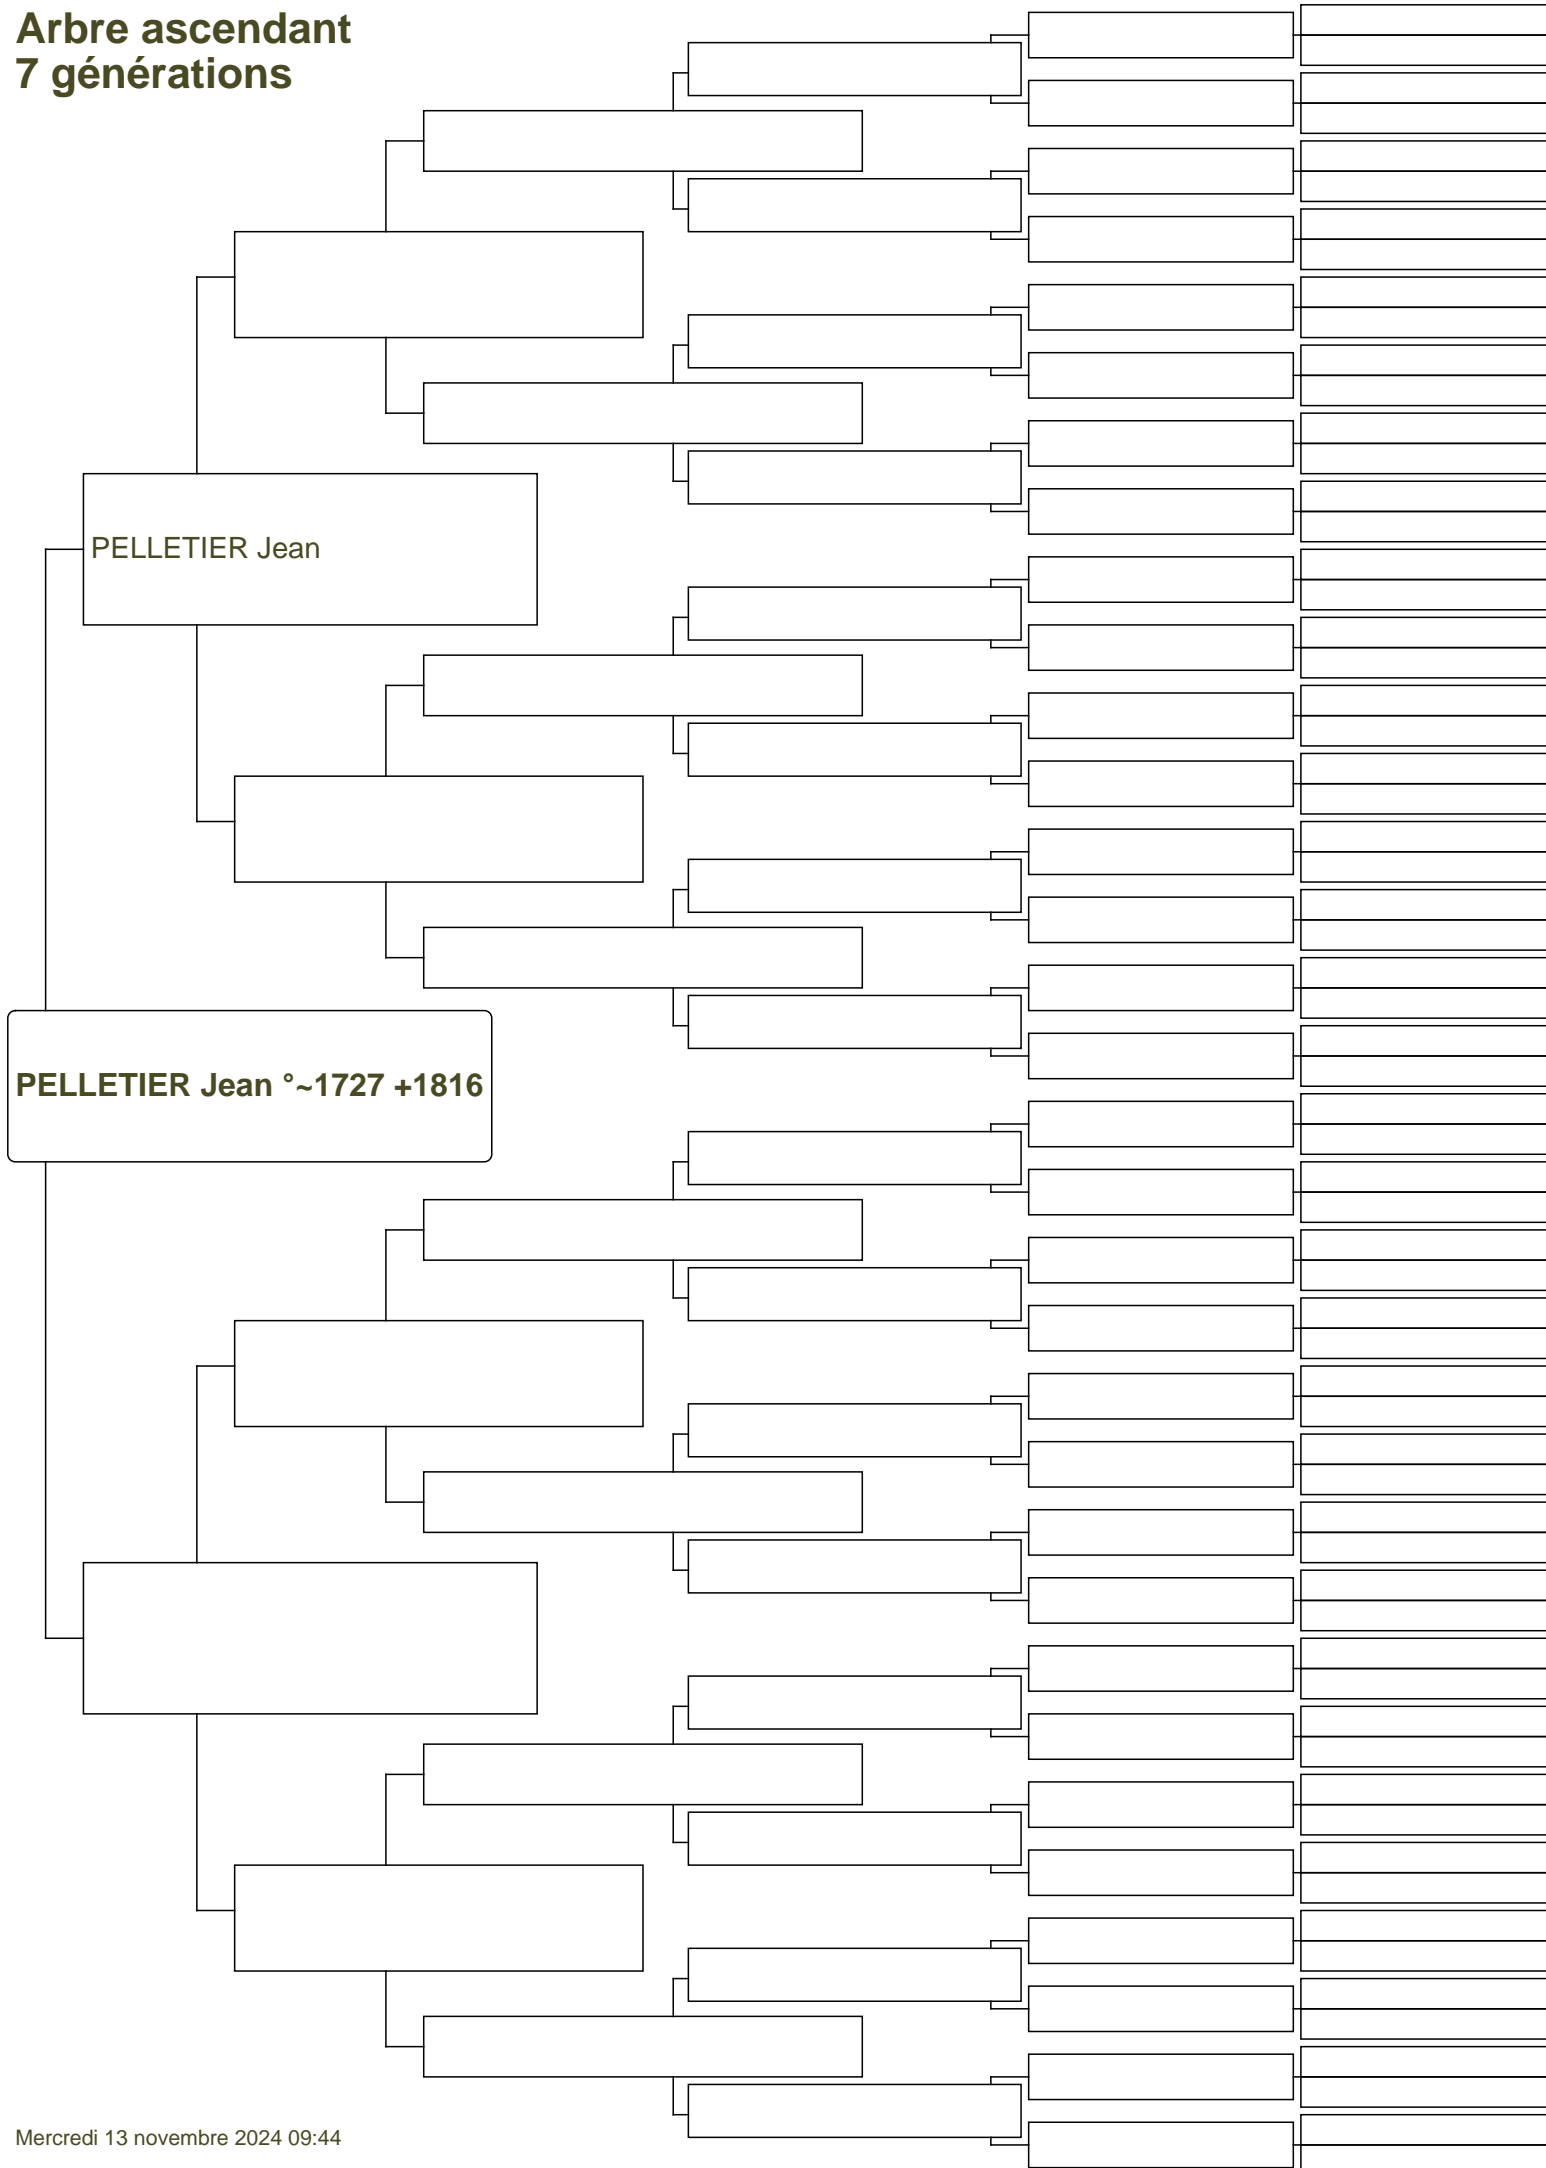 Arbre ascendant
7 générations
PELLETIER Jean
PELLETIER Jean °~1727 +1816
Mercredi 13 novembre 2024 09:44